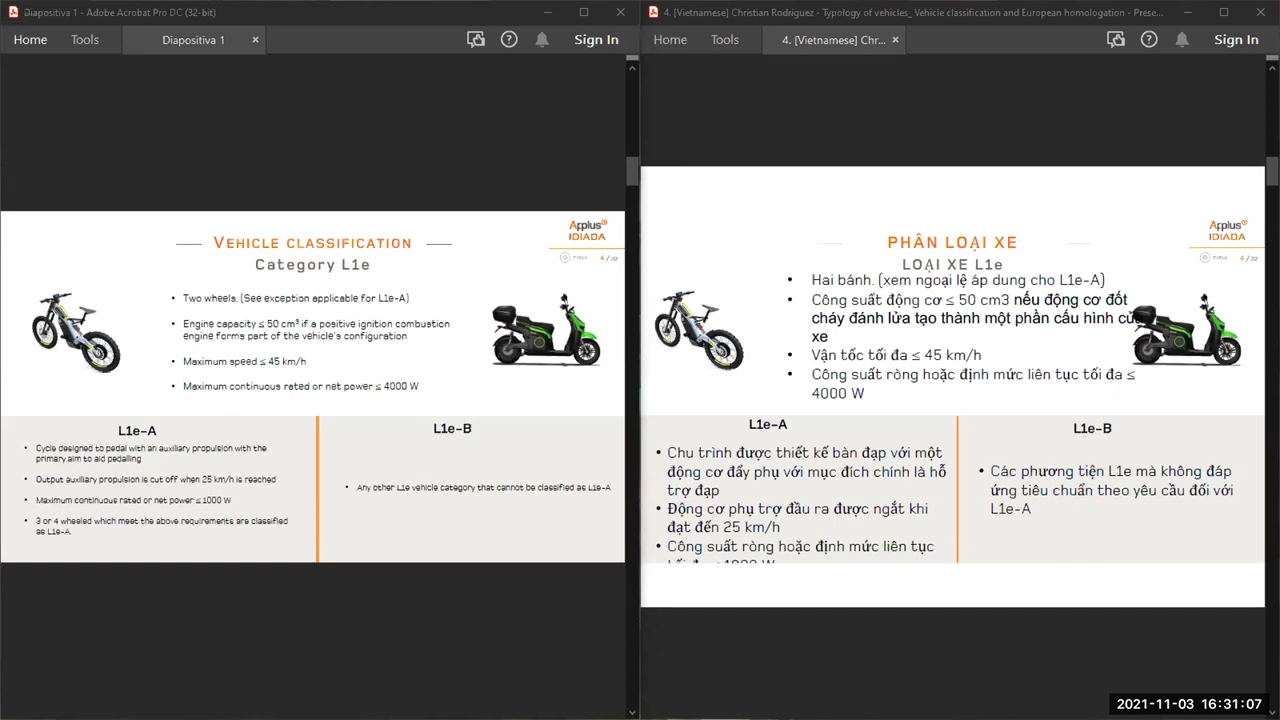 Diapositiva 1 - Adobe Acrobat Pro DC (32-bit)
Home Tools Diapositiva 1 × Sign In
Applus⊕
IDIADA
4 / 22
VEHICLE CLASSIFICATION
Category L1e
• Two wheels. (See exception applicable for L1e-A)
• Engine capacity ≤ 50 cm³ if a positive ignition combustion
engine forms part of the vehicle's configuration
• Maximum speed ≤ 45 km/h
• Maximum continuous rated or net power ≤ 4000 W
L1e-A
• Cycle designed to pedal with an auxiliary propulsion with the
primary aim to aid pedalling
• Output auxiliary propulsion is cut off when 25 km/h is reached
• Maximum continuous rated or net power ≤ 1000 W
• 3 or 4 wheeled which meet the above requirements are classified
as L1e-A.
L1e-B
• Any other L1e vehicle category that cannot be classified as L1e-A
4. [Vietnamese] Christian Rodriguez - Typology of vehicles_ Vehicle classification and European homologation - Prese...
Home Tools 4. [Vietnamese] Chr... × Sign In
Applus⊕
IDIADA
4 / 22
PHÂN LOẠI XE
LOẠI XE L1e
• Hai bánh. (xem ngoại lệ áp dung cho L1e-A)
• Công suất động cơ ≤ 50 cm3 nếu động cơ đốt
cháy đánh lửa tạo thành một phần cấu hình củ
xe
• Vận tốc tối đa ≤ 45 km/h
• Công suất ròng hoặc định mức liên tục tối đa ≤
4000 W
L1e-A
• Chu trình được thiết kế bàn đạp với một
động cơ đẩy phụ với mục đích chính là hỗ
trợ đạp
• Động cơ phụ trợ đầu ra được ngắt khi
đạt đến 25 km/h
• Công suất ròng hoặc định mức liên tục
L1e-B
• Các phương tiện L1e mà không đáp
ứng tiêu chuẩn theo yêu cầu đối với
L1e-A
2021-11-03 16:31:07